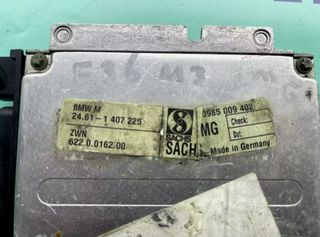 E36 M3
BMW M
24.61-1 407 225
ZWN
622.0.0162.00
SACHS
SACH
MG
3985 009 402
Check:
Dat:
Made in Germany